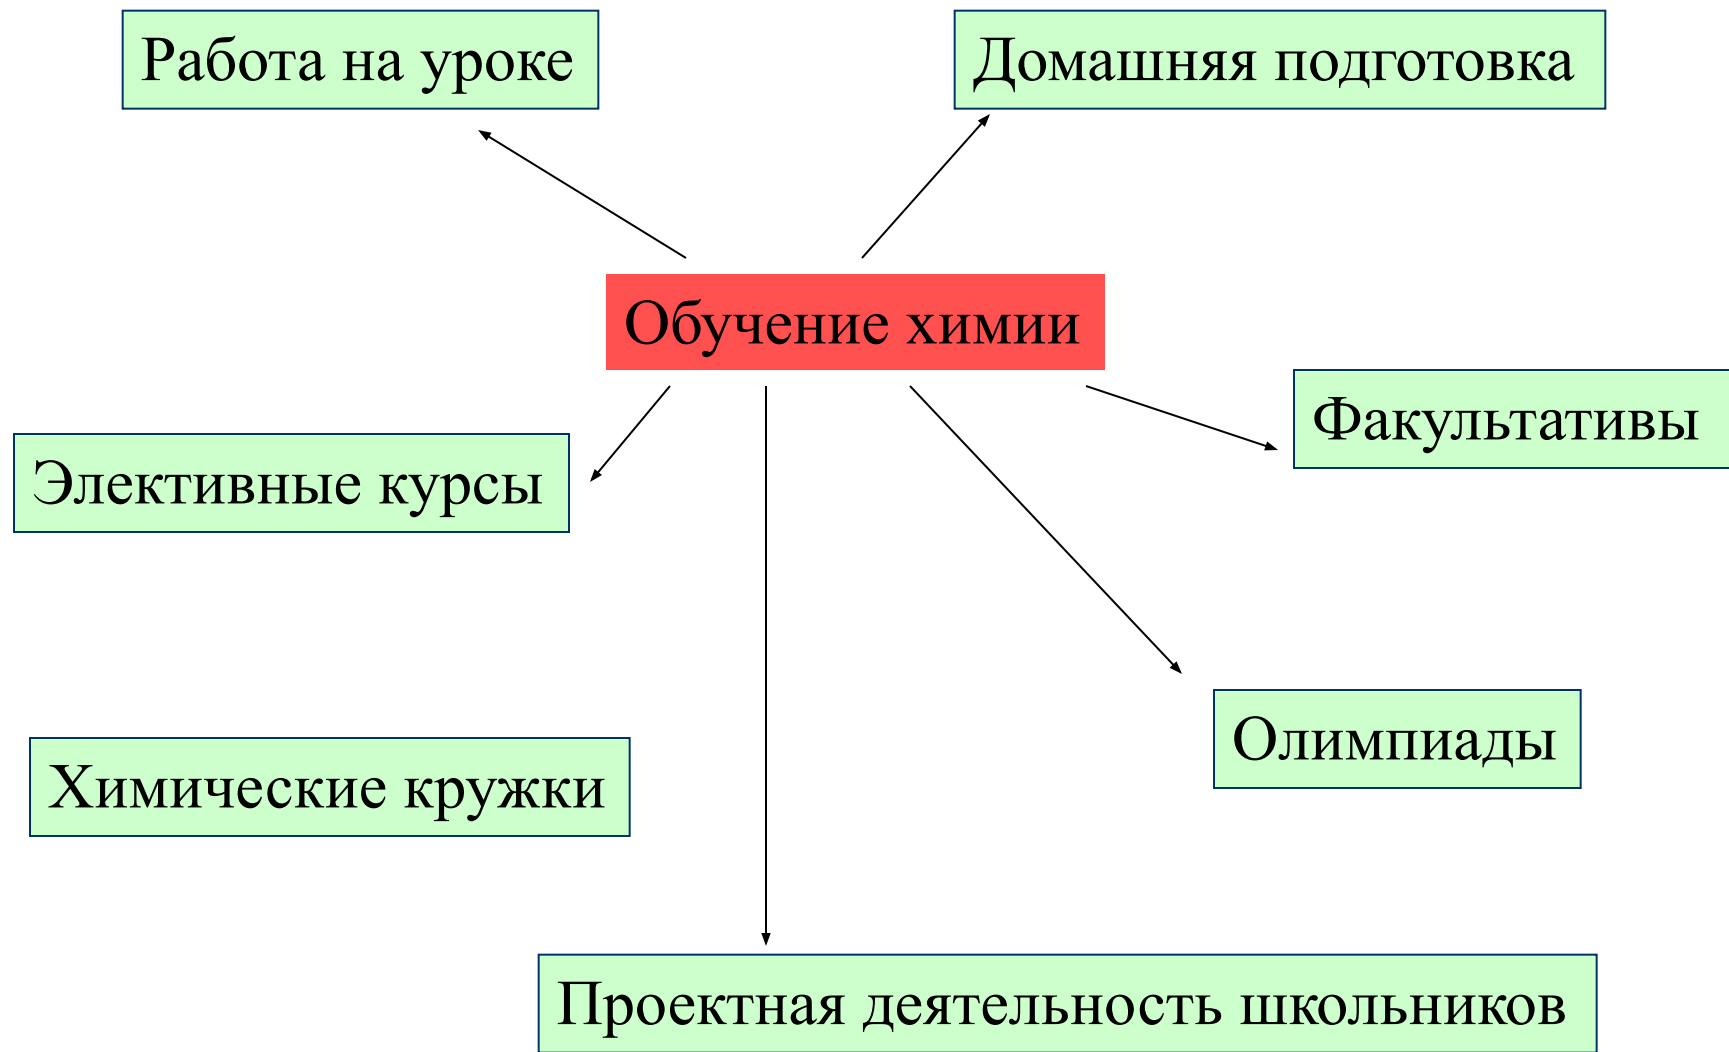 Работа на уроке
Домашняя подготовка
Обучение химии
Факультативы
Элективные курсы
Олимпиады
Химические кружки
Проектная деятельность школьников